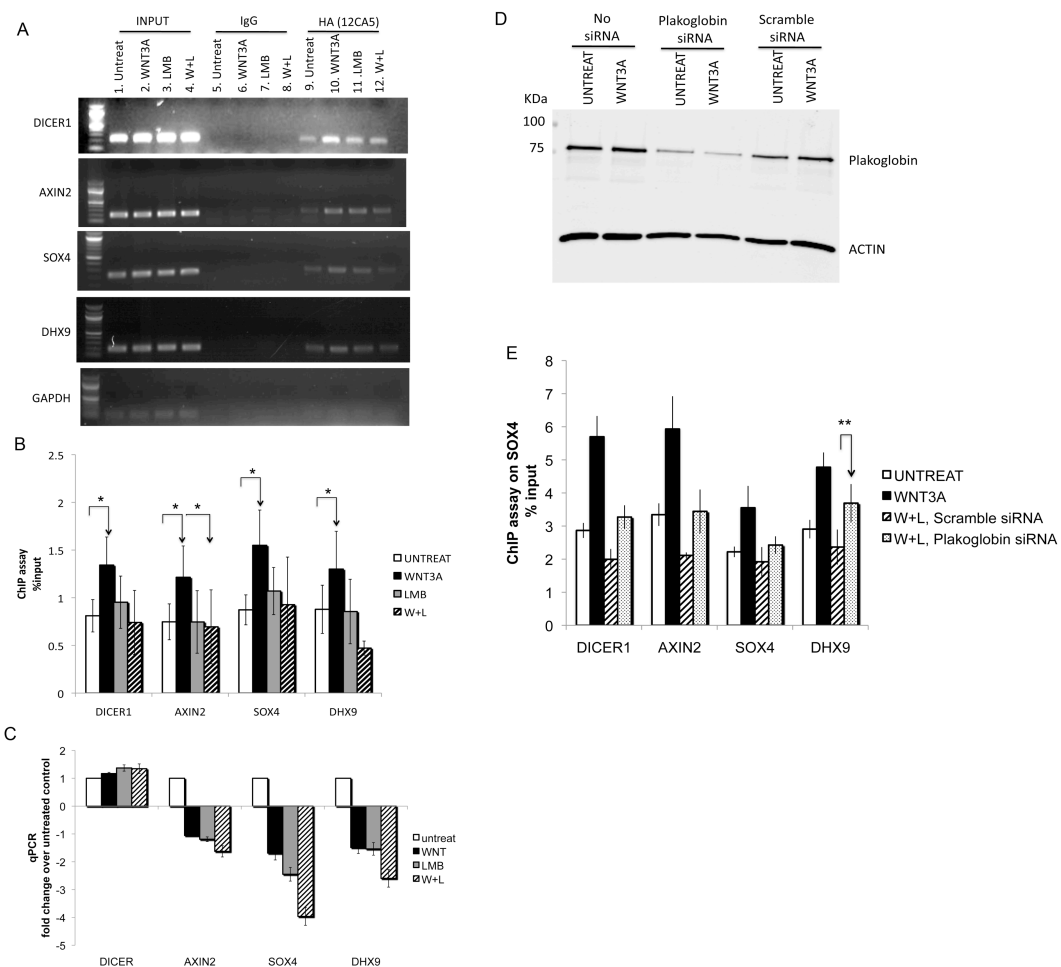 A
INPUT
IgG
HA (12CA5)
1. Untreat
2. WNT3A
3. LMB
4. W+L
5. Untreat
6. WNT3A
7. LMB
8. W+L
9. Untreat
10. WNT3A
11. .LMB
12. W+L
DICER1
AXIN2
SOX4
DHX9
GAPDH
B
ChIP assay
%input
2.5
2
1.5
1
0.5
0
*
*
*
*
*
DICER1
AXIN2
SOX4
DHX9
UNTREAT
WNT3A
LMB
W+L
C
qPCR
fold change over untreated control
2
1
0
-1
-2
-3
-4
-5
DICER
AXIN2
SOX4
DHX9
untreat
WNT
LMB
W+L
D
No
siRNA
Plakoglobin
siRNA
Scramble
siRNA
UNTREAT
WNT3A
UNTREAT
WNT3A
UNTREAT
WNT3A
KDa
100
75
Plakoglobin
ACTIN
E
ChIP assay on SOX4
% input
8
7
6
5
4
3
2
1
0
**
DICER1
AXIN2
SOX4
DHX9
UNTREAT
WNT3A
W+L, Scramble siRNA
W+L, Plakoglobin siRNA